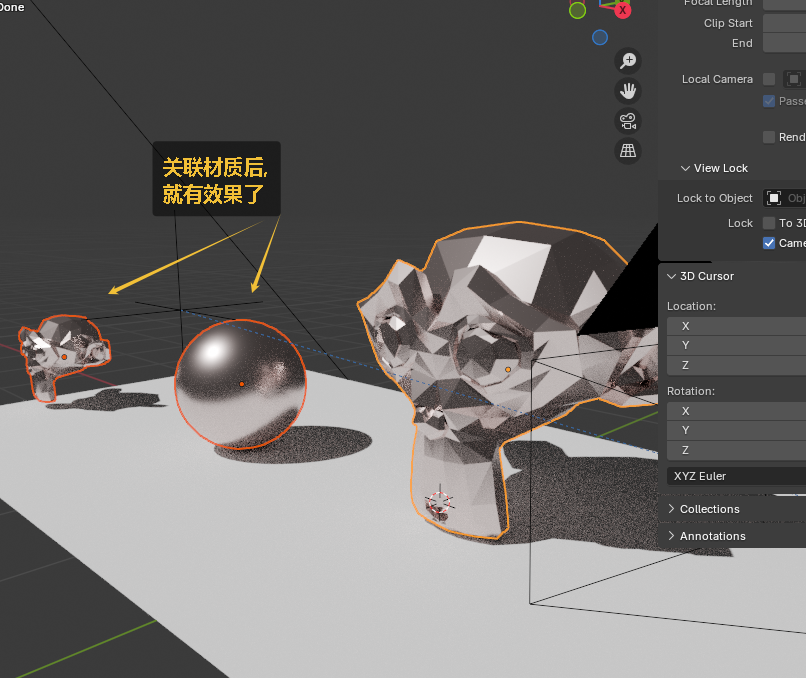 Done
X
Focal Length
Clip Start
End
Local Camera
Passe
Rend
View Lock
Lock to Object
Obj
Lock
To 3D
Came
3D Cursor
Location:
X
Y
Z
Rotation:
X
Y
Z
XYZ Euler
Collections
Annotations
关联材质后,
就有效果了